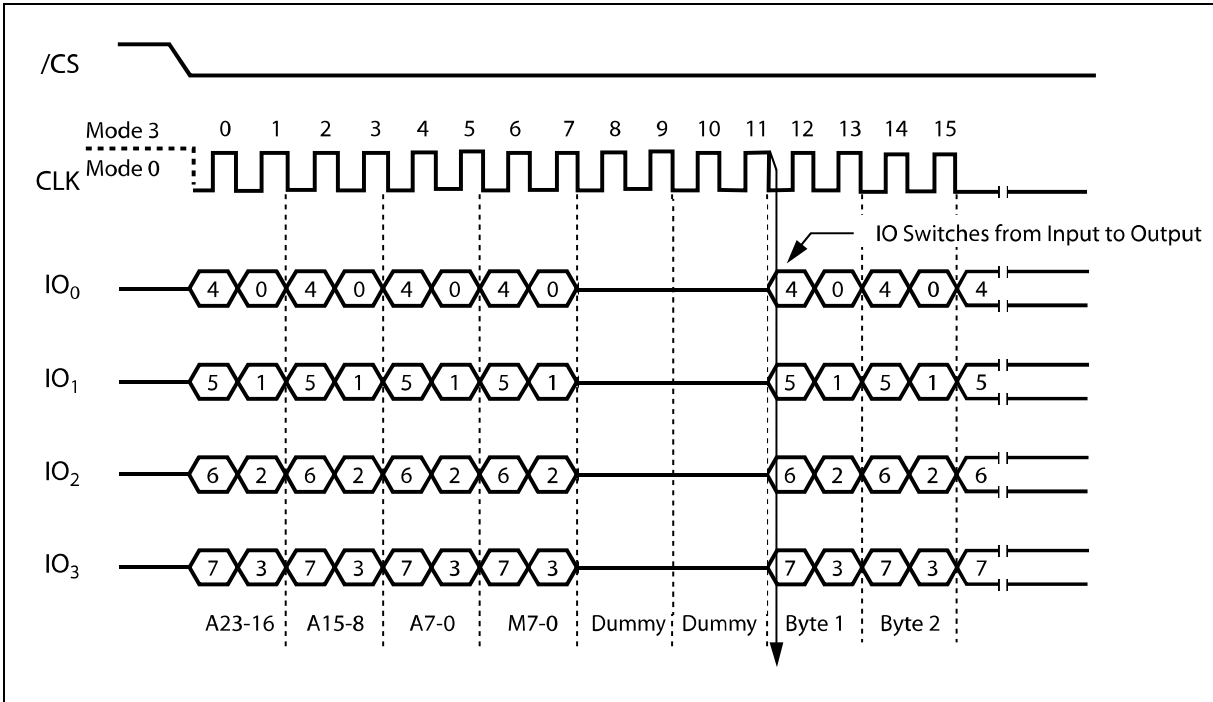 /CS
Mode 3
0 1 2 3 4 5 6 7 8 9 10 11 12 13 14 15
CLK
Mode 0
IO Switches from Input to Output
IO0 4 0 4 0 4 0 4 0 4 0 4 0 4
IO1 5 1 5 1 5 1 5 1 5 1 5 1 5
IO2 6 2 6 2 6 2 6 2 6 2 6 2 6
IO3 7 3 7 3 7 3 7 3 7 3 7 3 7
A23-16 A15-8 A7-0 M7-0 Dummy Dummy Byte 1 Byte 2